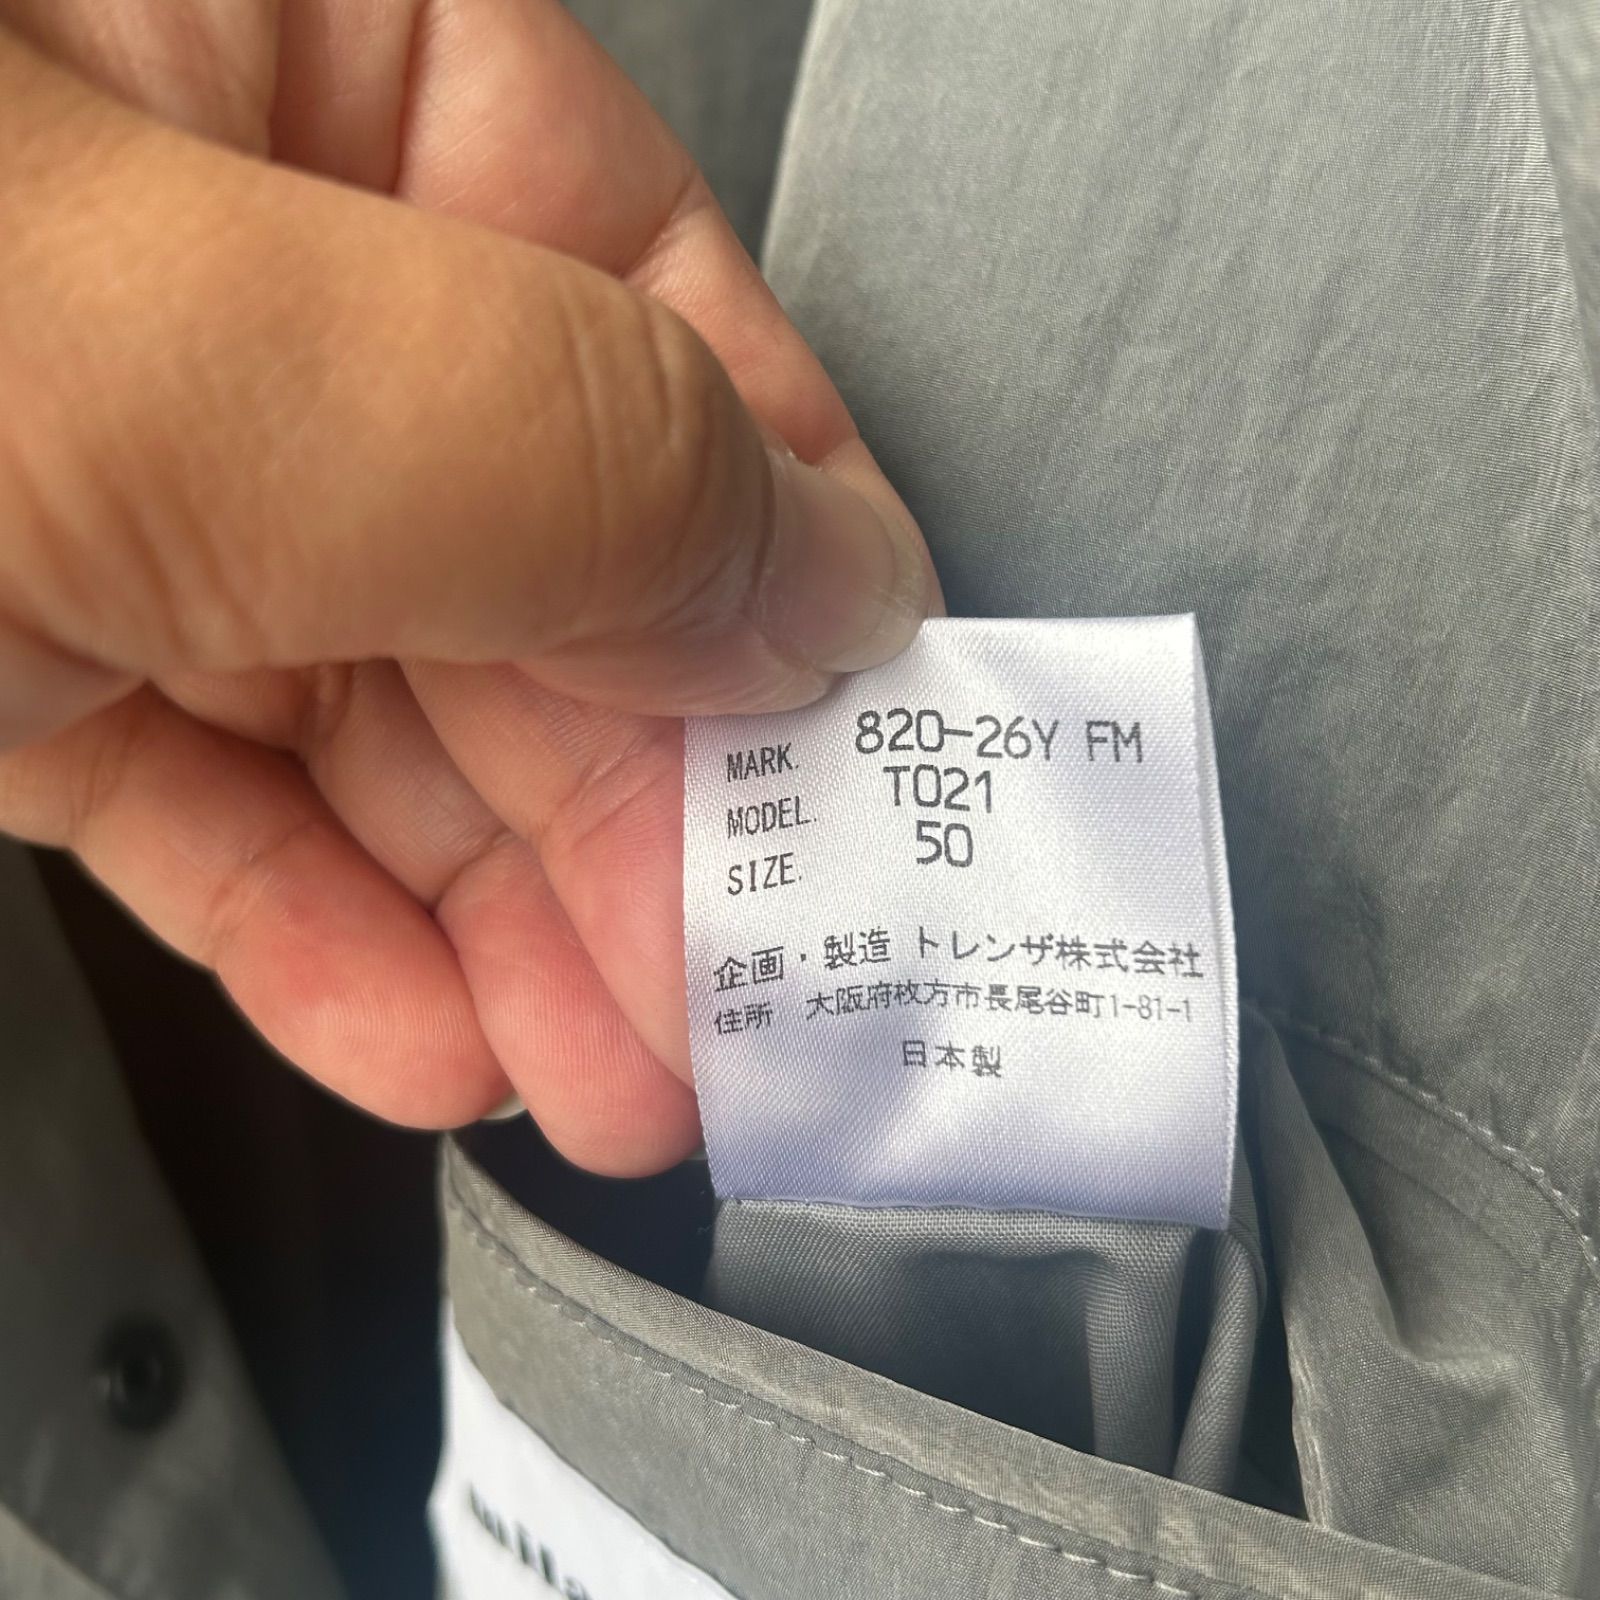 MARK. 820-26Y FM
MODEL. T021
SIZE. 50
企画・製造 トレンザ株式会社
住所 大阪府枚方市長尾谷町1-81-1
日本製